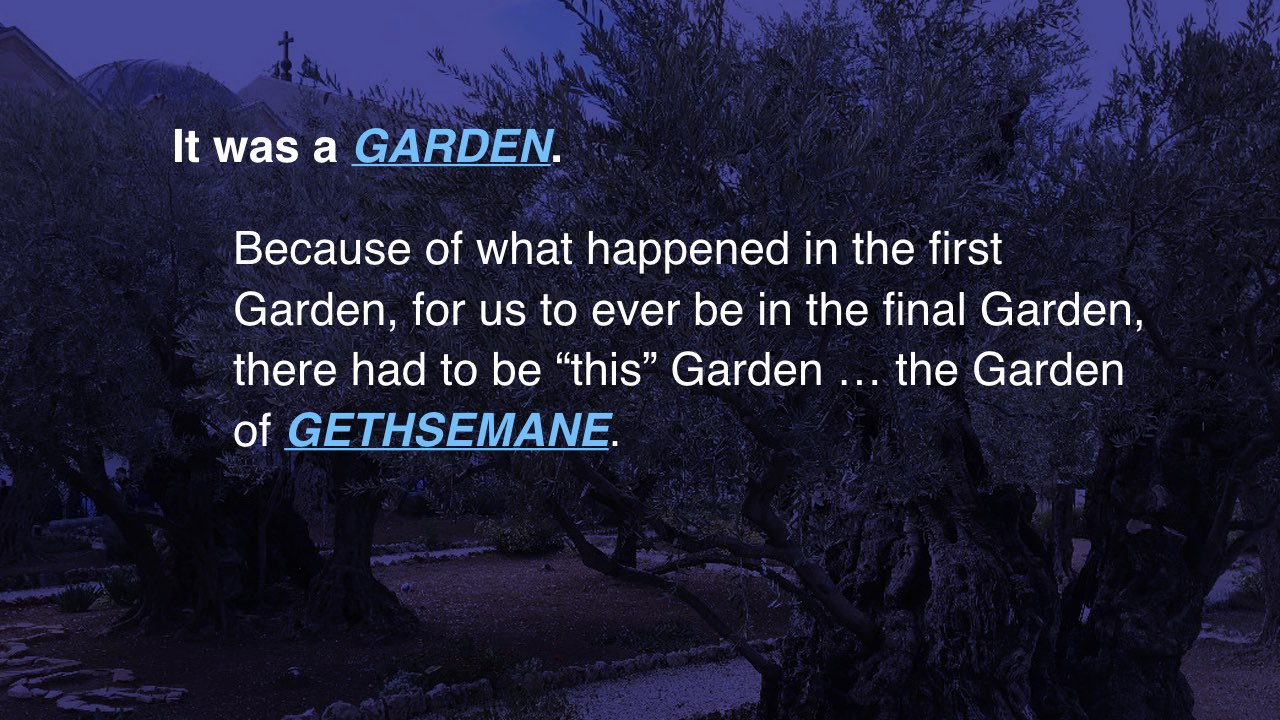 It was a GARDEN.
Because of what happened in the first
Garden, for us to ever be in the final Garden,
there had to be “this” Garden … the Garden
of GETHSEMANE.